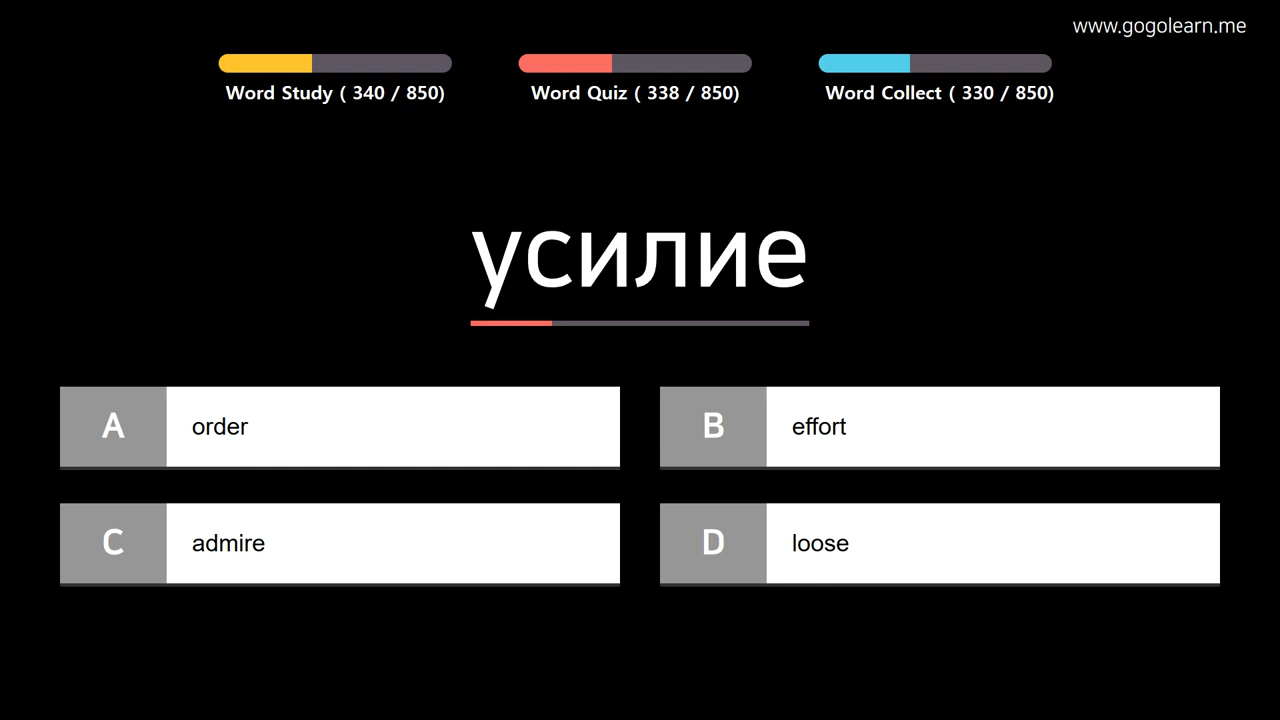 www.gogolearn.me
Word Study ( 340 / 850)
Word Quiz ( 338 / 850)
Word Collect ( 330 / 850)
усилие
A order
B effort
C admire
D loose